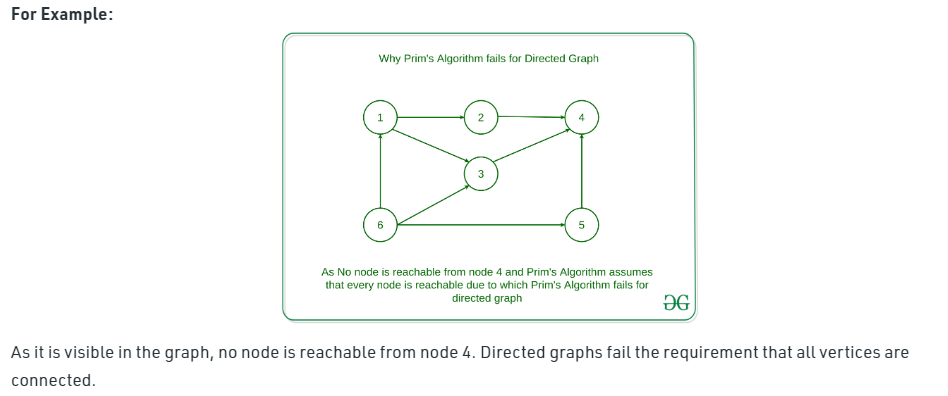 For Example:
Why Prim's Algorithm fails for Directed Graph
1
2
4
3
6
5
As No node is reachable from node 4 and Prim's Algorithm assumes
that every node is reachable due to which Prim's Algorithm fails for
directed graph
As it is visible in the graph, no node is reachable from node 4. Directed graphs fail the requirement that all vertices are
connected.